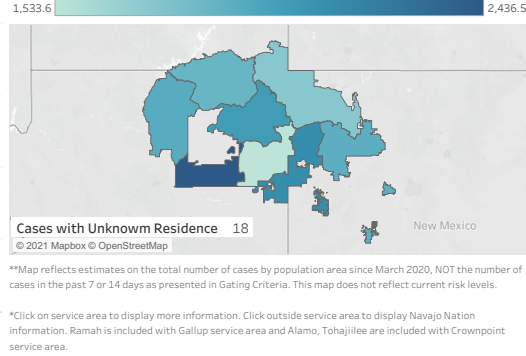 1,533.6
2,436.5
New Mexico
Cases with Unknowm Residence 18
© 2021 Mapbox © OpenStreetMap
**Map reflects estimates on the total number of cases by population area since March 2020, NOT the number of
cases in the past 7 or 14 days as presented in Gating Criteria. This map does not reflect current risk levels.
*Click on service area to display more information. Click outside service area to display Navajo Nation
information. Ramah is included with Gallup service area and Alamo, Tohajiilee are included with Crownpoint
service area.